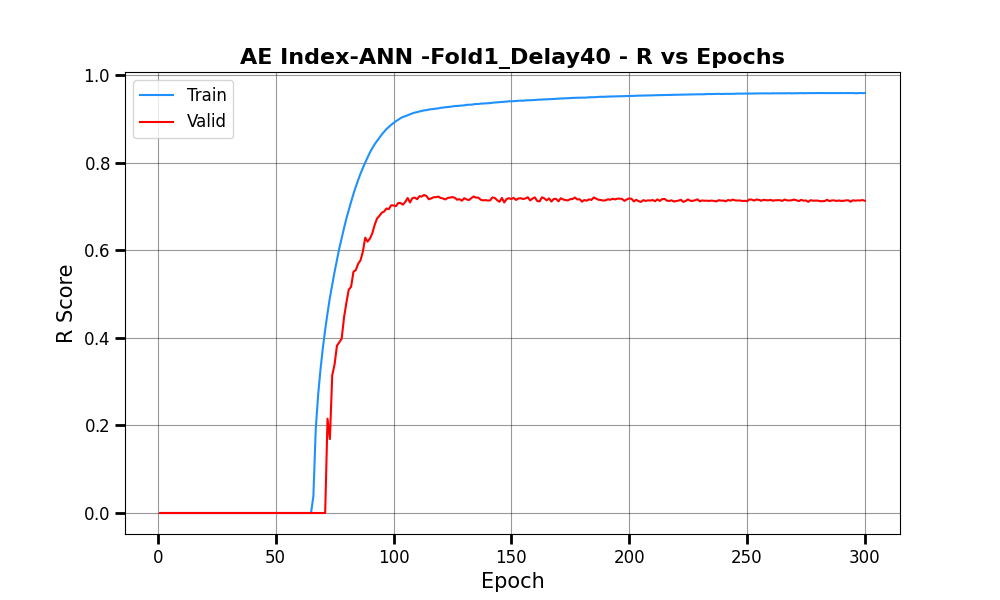 AE Index-ANN -Fold1_Delay40 - R vs Epochs
Train
Valid
R Score
1.0
0.8
0.6
0.4
0.2
0.0
0 50 100 150 200 250 300
Epoch